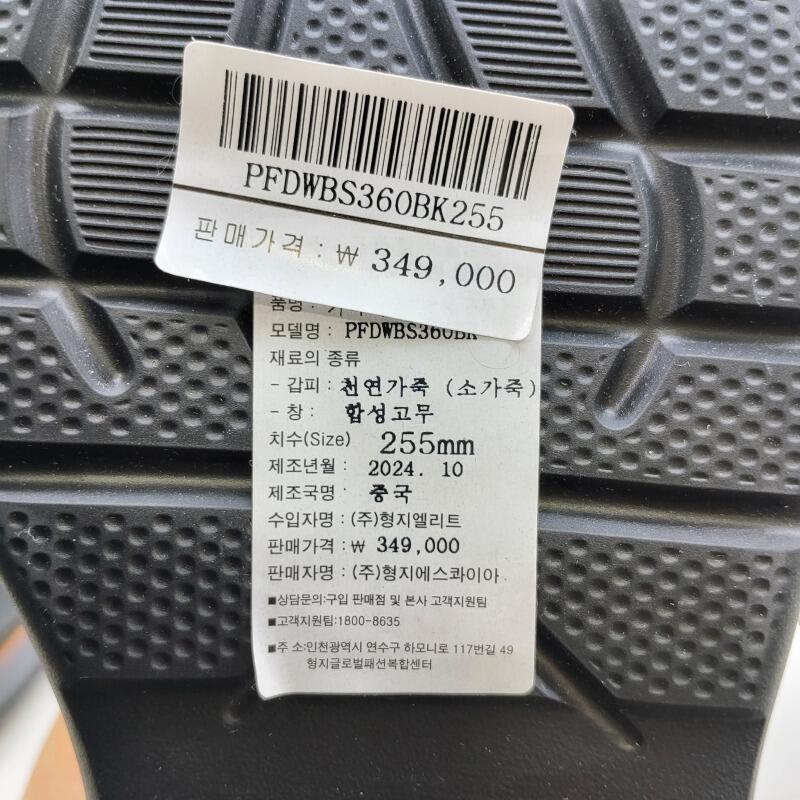 PFDWBS360BK255
판매가격 : ₩ 349,000
품명 :
모델명 : PFDWBS360BK
재료의 종류
- 갑피 : 천연가죽 (소가죽)
- 창 : 합성고무
치수(Size) 255mm
제조년월 : 2024. 10
제조국명 : 중국
수입자명 : (주)형지엘리트
판매가격 : ₩ 349,000
판매자명 : (주)형지에스콰이아
■상담문의:구입 판매점 및 본사 고객지원팀
■고객지원팀:1800-8635
■주 소:인천광역시 연수구 하모니로 117번길 49
형지글로벌패션복합센터